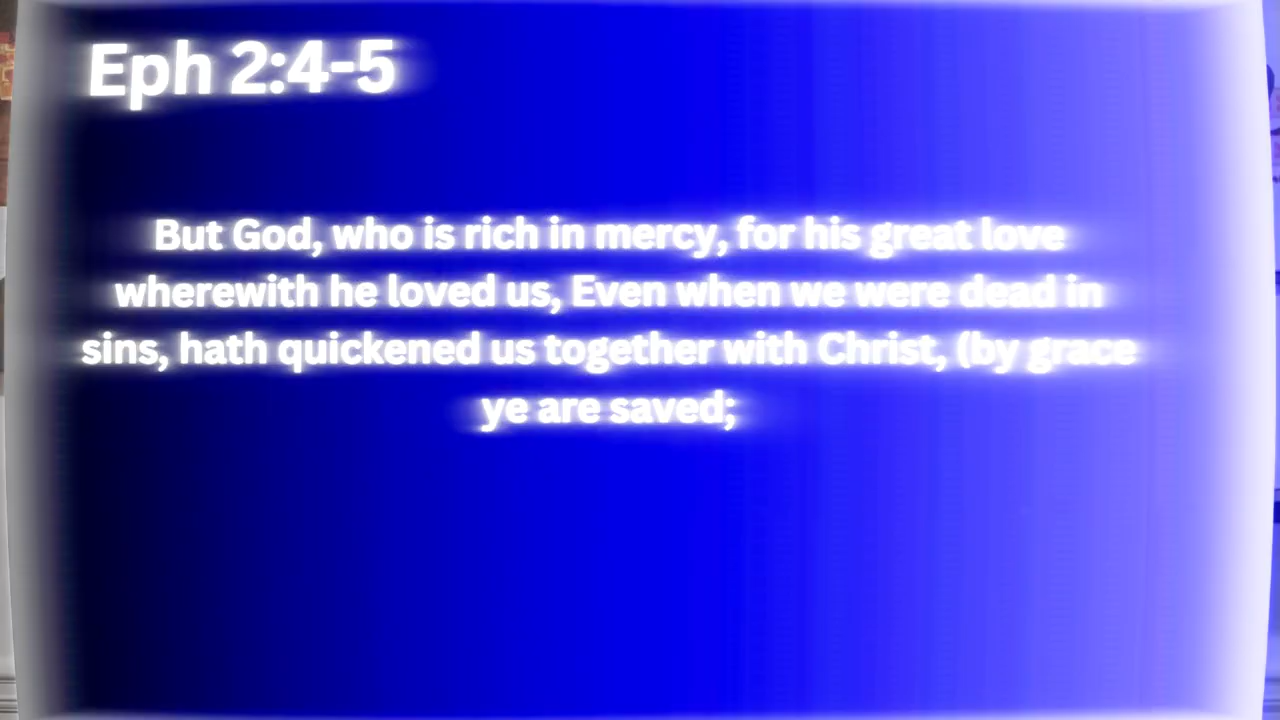 Eph 2:4-5
But God, who is rich in mercy, for his great love
wherewith he loved us, Even when we were dead in
sins, hath quickened us together with Christ, (by grace
ye are saved;